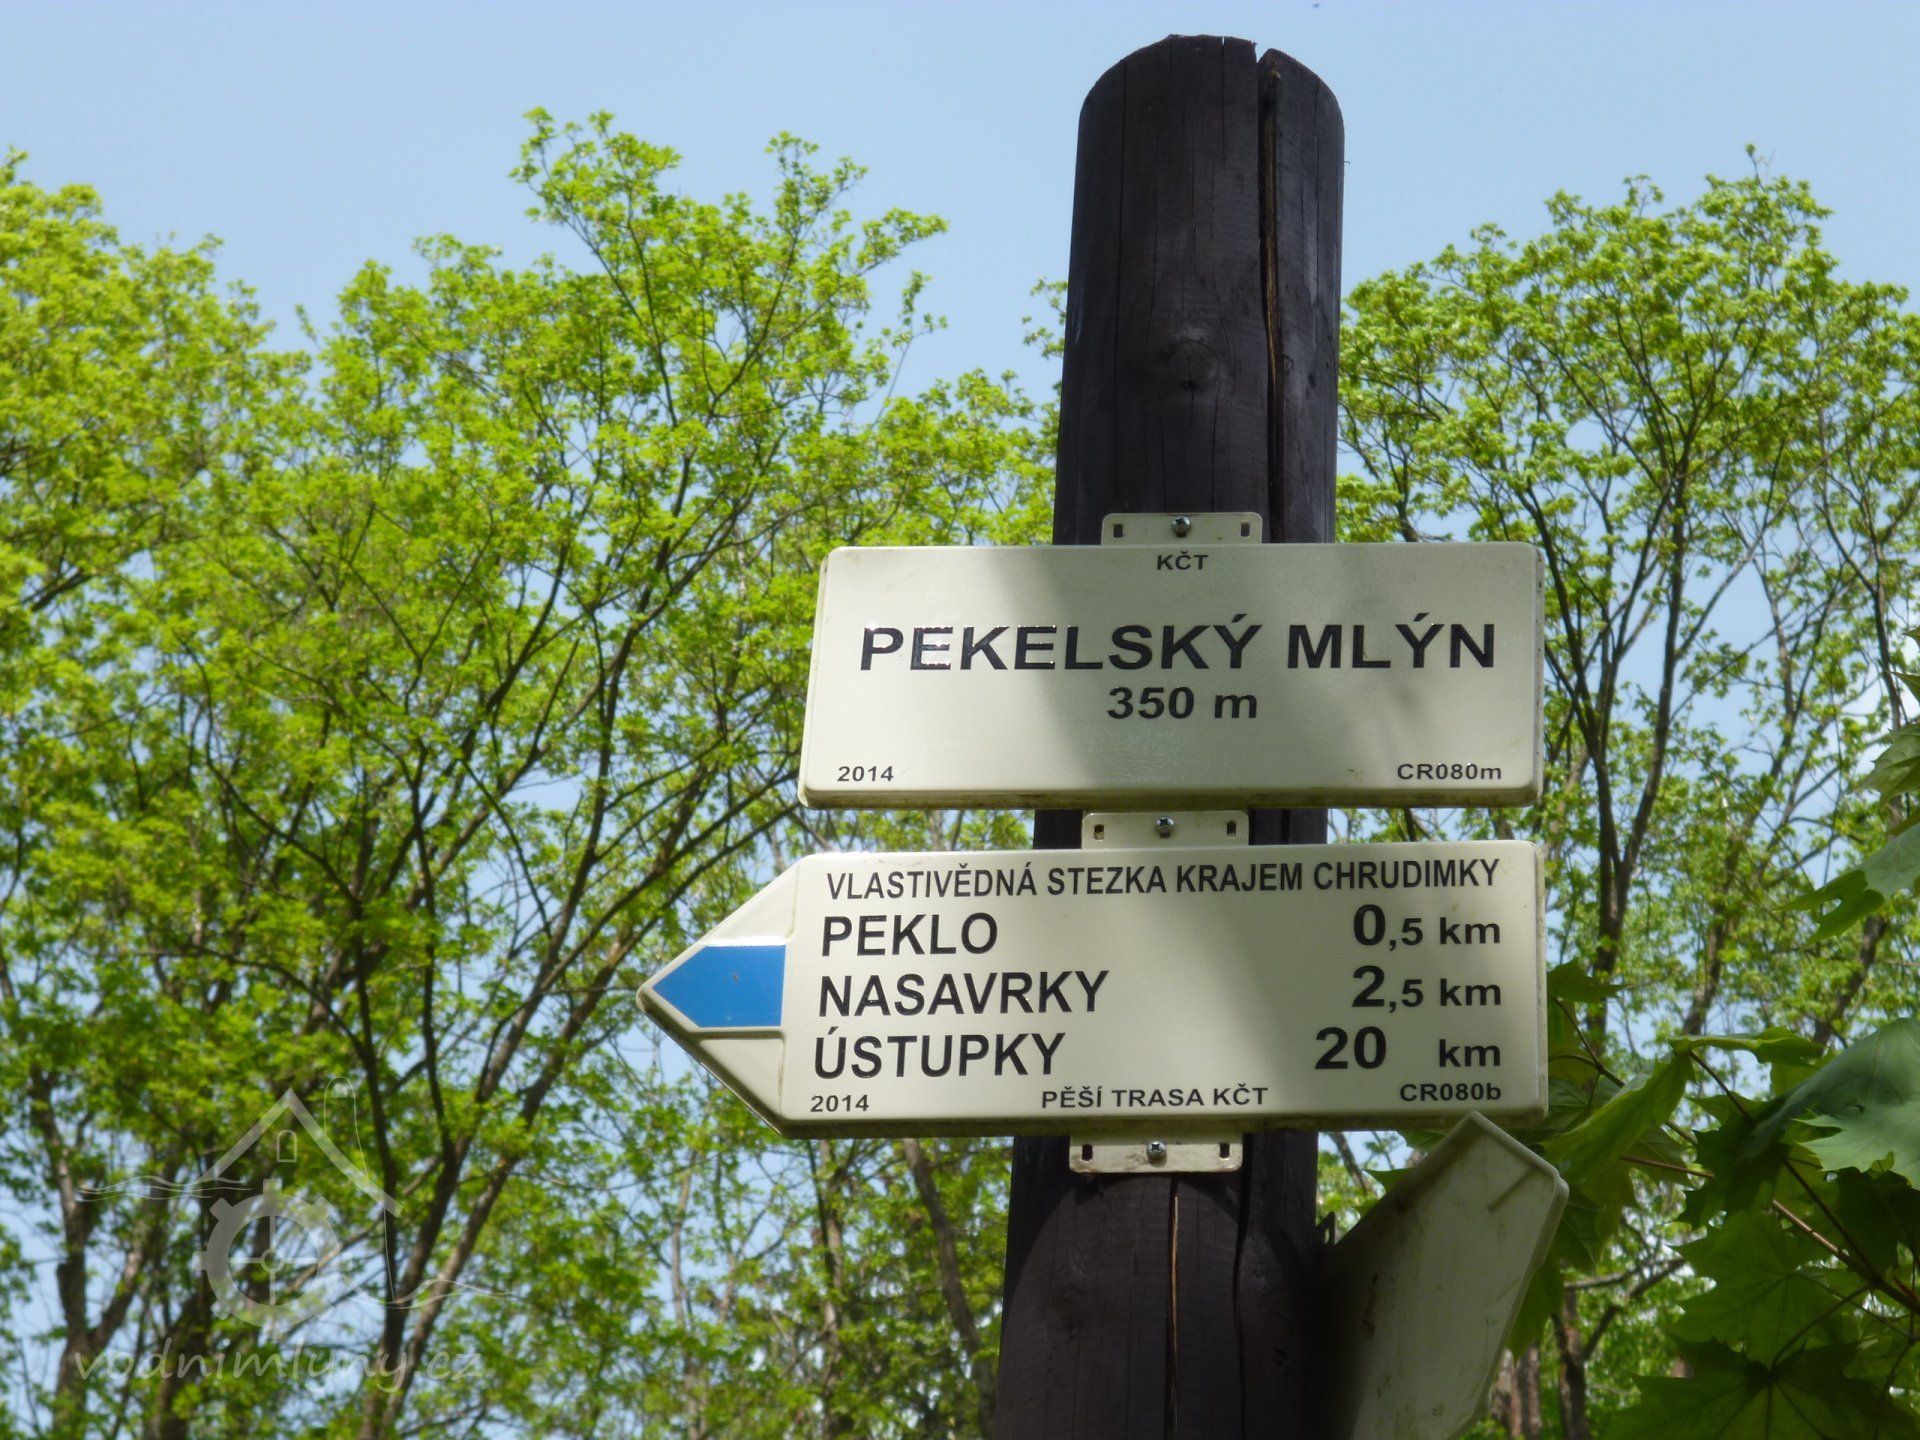 KČT
PEKELSKÝ MLÝN
350 m
2014 CR080m
VLASTIVĚDNÁ STEZKA KRAJEM CHRUDIMKY
PEKLO 0,5 km
NASAVRKY 2,5 km
ÚSTUPKY 20 km
2014 PĚŠÍ TRASA KČT CR080b
vodnimlyny.cz